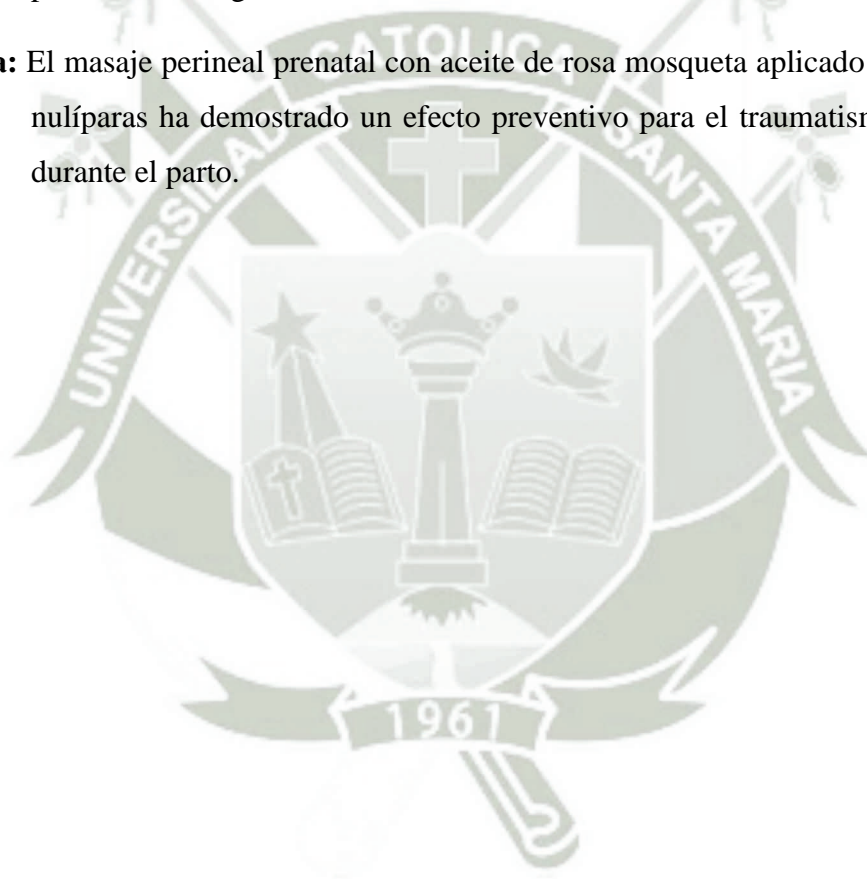 a: El masaje perineal prenatal con aceite de rosa mosqueta aplicado
nulíparas ha demostrado un efecto preventivo para el traumatis
durante el parto.
UNIVERSIDAD CATOLICA SANTA MARIA
1961